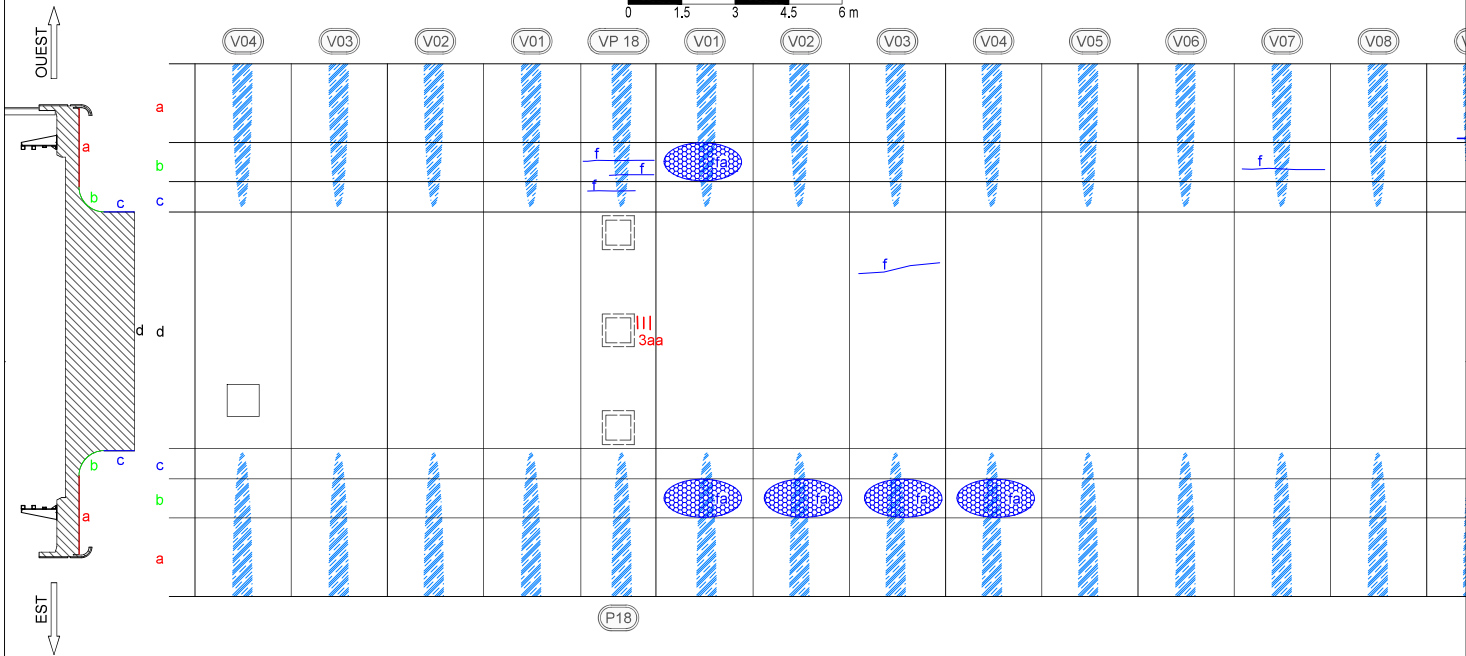 0 1.5 3 4.5 6 m
OUEST
V04 V03 V02 V01 VP 18 V01 V02 V03 V04 V05 V06 V07 V08
a
a
b f fa f
f
b c c f
f
d d
3aa
b c c
b fa fa fa fa
a
a
EST
P18